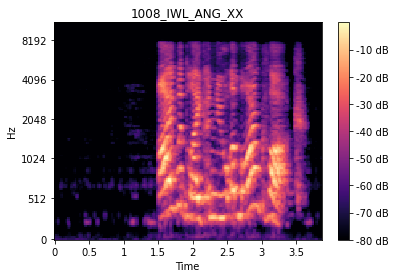 1008_IWL_ANG_XX
8192
4096
2048
1024
512
0
Hz
0
0.5
1
1.5
2
2.5
3
3.5
Time
-10 dB
-20 dB
-30 dB
-40 dB
-50 dB
-60 dB
-70 dB
-80 dB